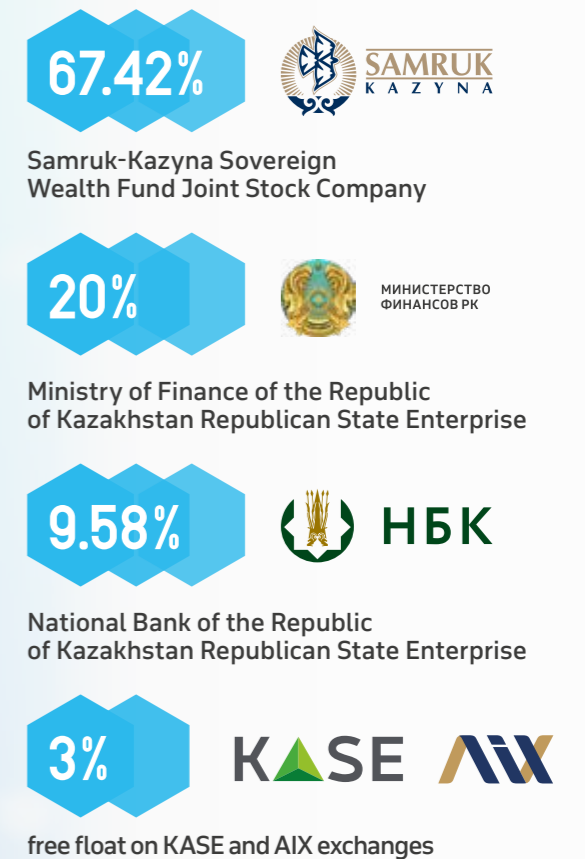 67.42%
SAMRUK
KAZYNA
Samruk-Kazyna Sovereign
Wealth Fund Joint Stock Company
20%
МИНИСТЕРСТВО
ФИНАНСОВ РК
Ministry of Finance of the Republic
of Kazakhstan Republican State Enterprise
9.58%
НБК
National Bank of the Republic
of Kazakhstan Republican State Enterprise
3%
KASE AIX
free float on KASE and AIX exchanges